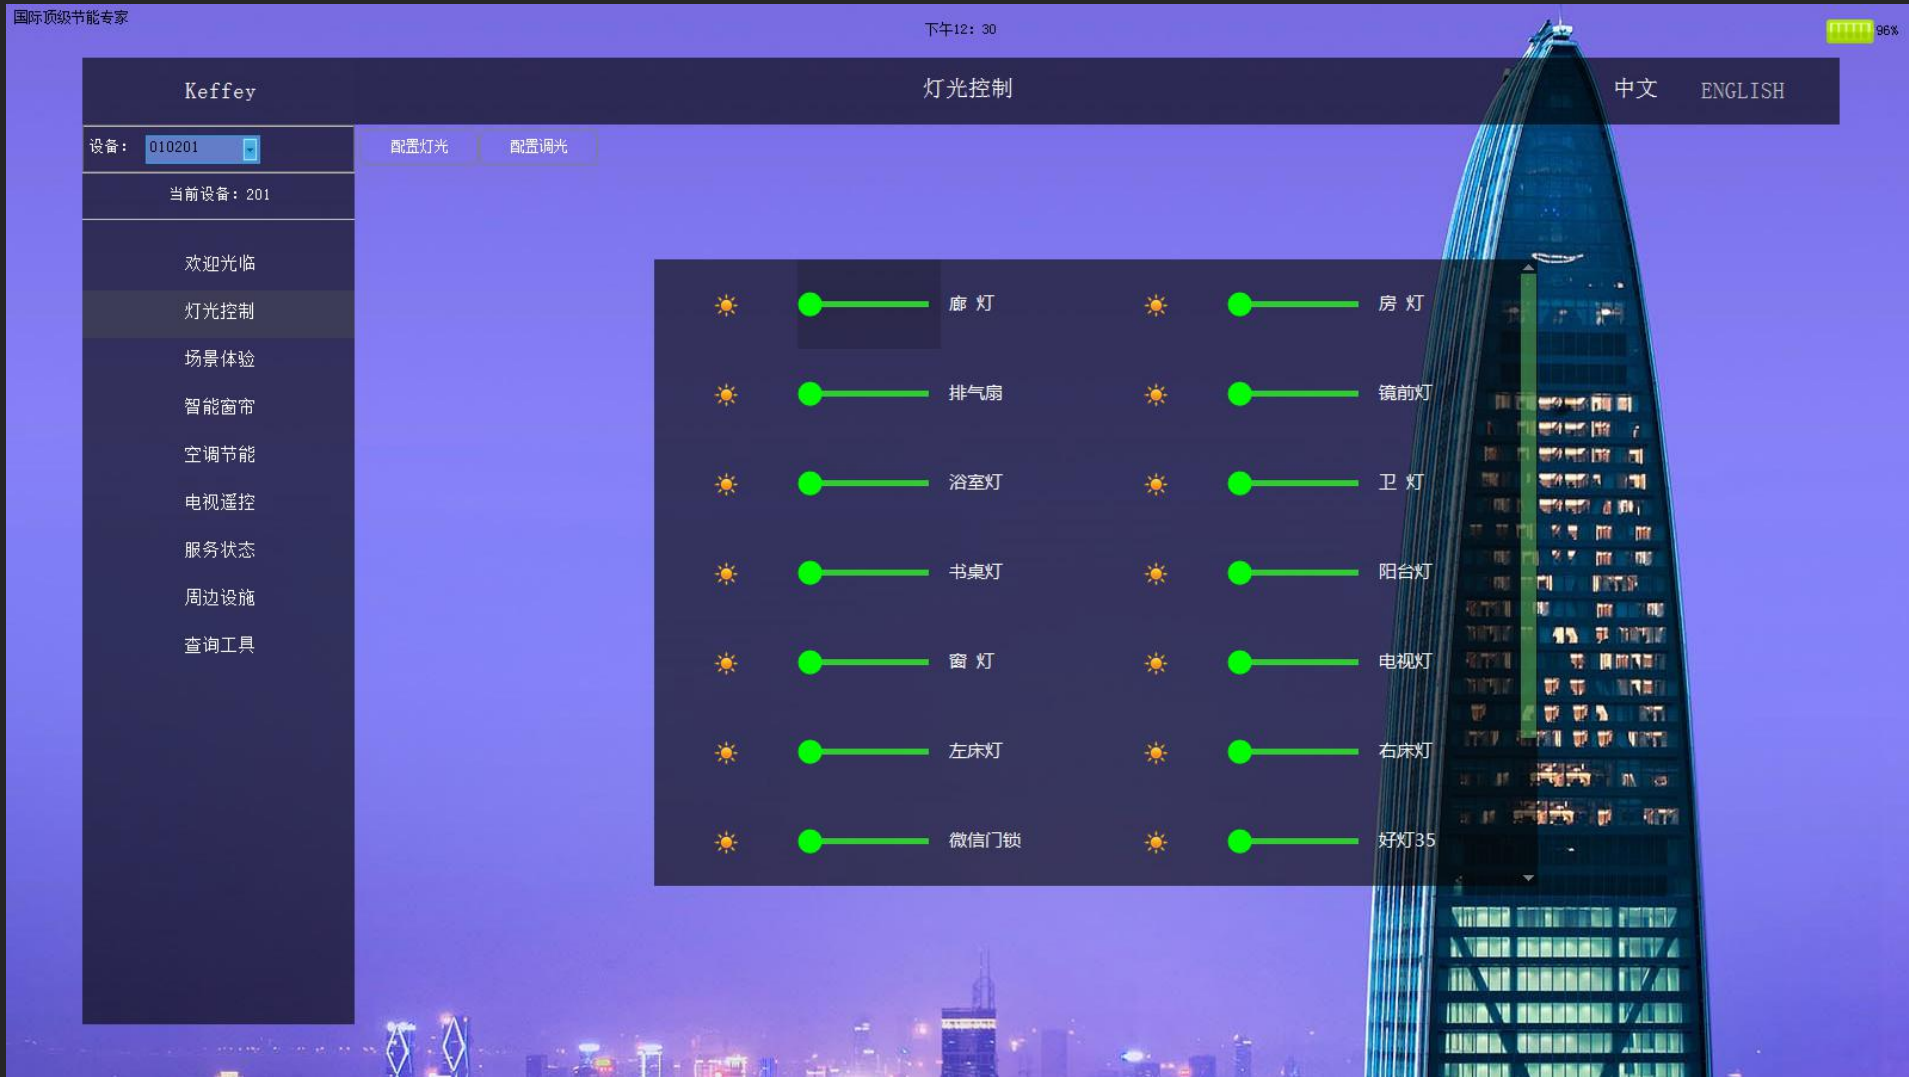 国际顶级节能专家
下午12: 30
96%
Keffey
灯光控制
中文
ENGLISH
设备:
010201
配置灯光
配置调光
当前设备: 201
欢迎光临
灯光控制
场景体验
智能窗帘
空调节能
电视遥控
服务状态
周边设施
查询工具
廊 灯
房 灯
排气扇
镜前灯
浴室灯
卫 灯
书桌灯
阳台灯
窗 灯
电视灯
左床灯
右床灯
微信门锁
好灯35